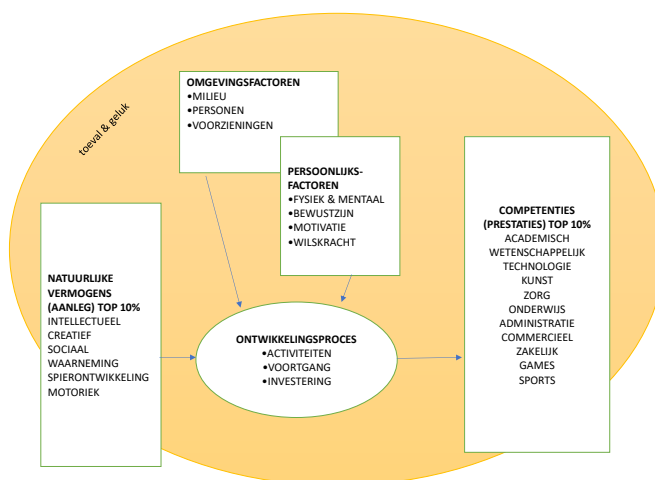 toeval & geluk
OMGEVINGSFACTOREN
•MILIEU
•PERSONEN
•VOORZIENINGEN
PERSOONLIJKS-
FACTOREN
•FYSIEK & MENTAAL
•BEWUSTZIJN
•MOTIVATIE
•WILSKRACHT
NATUURLIJKE
VERMOGENS
(AANLEG) TOP 10%
INTELLECTUEEL
CREATIEF
SOCIAAL
WAARNEMING
SPIERONTWIKKELING
MOTORIEK
ONTWIKKELINGSPROCES
•ACTIVITEITEN
•VOORTGANG
•INVESTERING
COMPETENTIES
(PRESTATIES) TOP 10%
ACADEMISCH
WETENSCHAPPELIJK
TECHNOLOGIE
KUNST
ZORG
ONDERWIJS
ADMINISTRATIE
COMMERCIEEL
ZAKELIJK
GAMES
SPORTS